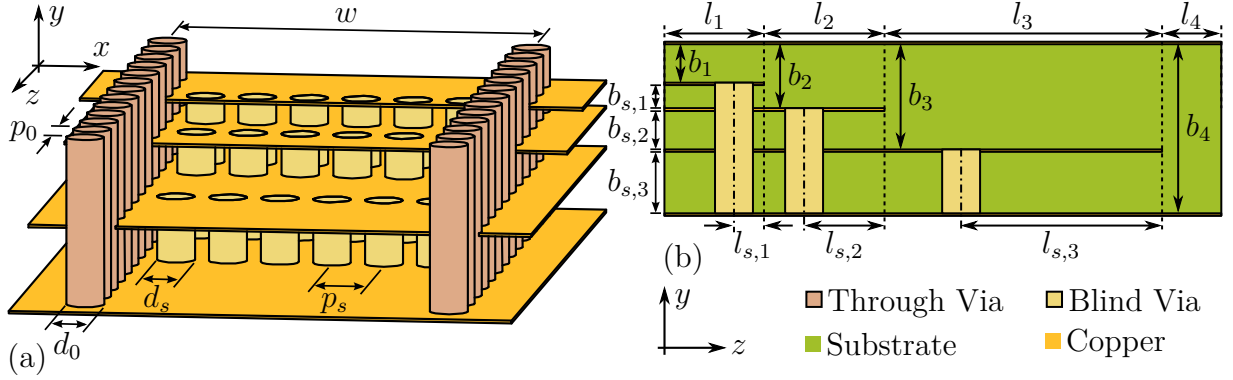 y
x
z
w
p₀
dₛ
pₛ
d₀
(a)
l₁ l₂ l₃ l₄
b₁
b₂
b₃
b₄
bₛ,₁
bₛ,₂
bₛ,₃
lₛ,₁ lₛ,₂ lₛ,₃
(b)
y
z
Through Via
Blind Via
Substrate
Copper